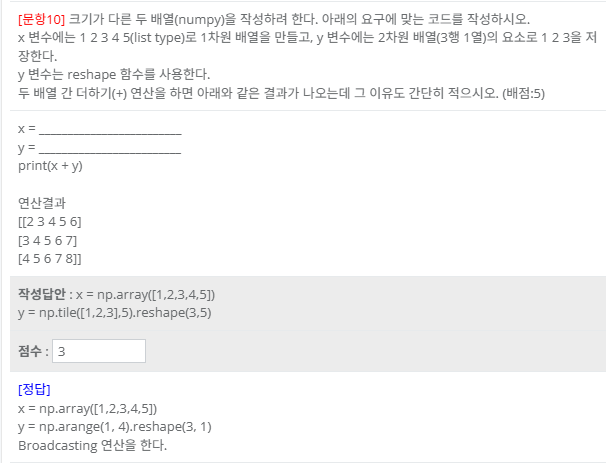 [문항10] 크기가 다른 두 배열(numpy)을 작성하려 한다. 아래의 요구에 맞는 코드를 작성하시오.
x 변수에는 1 2 3 4 5(list type)로 1차원 배열을 만들고, y 변수에는 2차원 배열(3행 1열)의 요소로 1 2 3을 저
장한다.
y 변수는 reshape 함수를 사용한다.
두 배열 간 더하기(+) 연산을 하면 아래와 같은 결과가 나오는데 그 이유도 간단히 적으시오. (배점:5)
x = _________________________
y = _________________________
print(x + y)
연산결과
[[2 3 4 5 6]
[3 4 5 6 7]
[4 5 6 7 8]]
작성답안 : x = np.array([1,2,3,4,5])
y = np.tile([1,2,3],5).reshape(3,5)
점수 : 3
[정답]
x = np.array([1,2,3,4,5])
y = np.arange(1, 4).reshape(3, 1)
Broadcasting 연산을 한다.